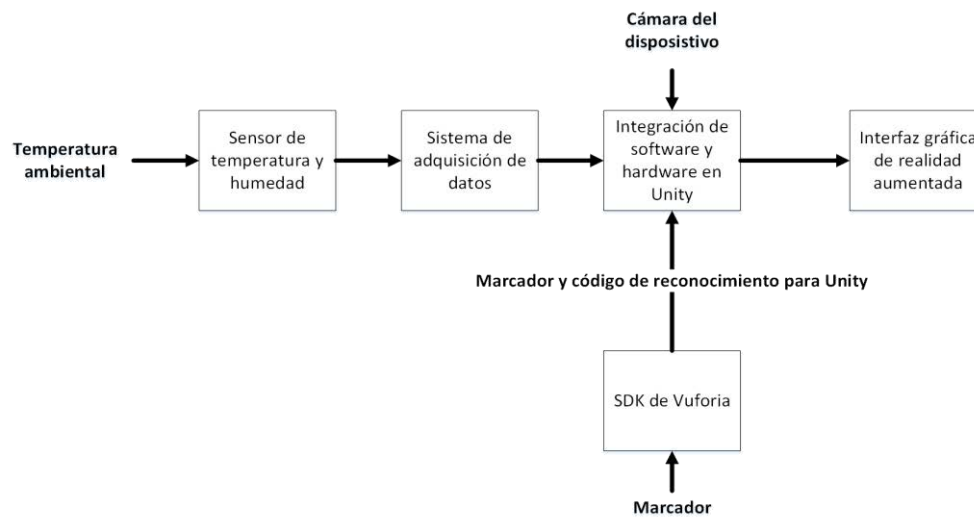 Cámara del
disposistivo
Temperatura
ambiental
Sensor de
temperatura y
humedad
Sistema de
adquisición de
datos
Integración de
software y
hardware en
Unity
Interfaz gráfica
de realidad
aumentada
Marcador y código de reconocimiento para Unity
SDK de Vuforia
Marcador